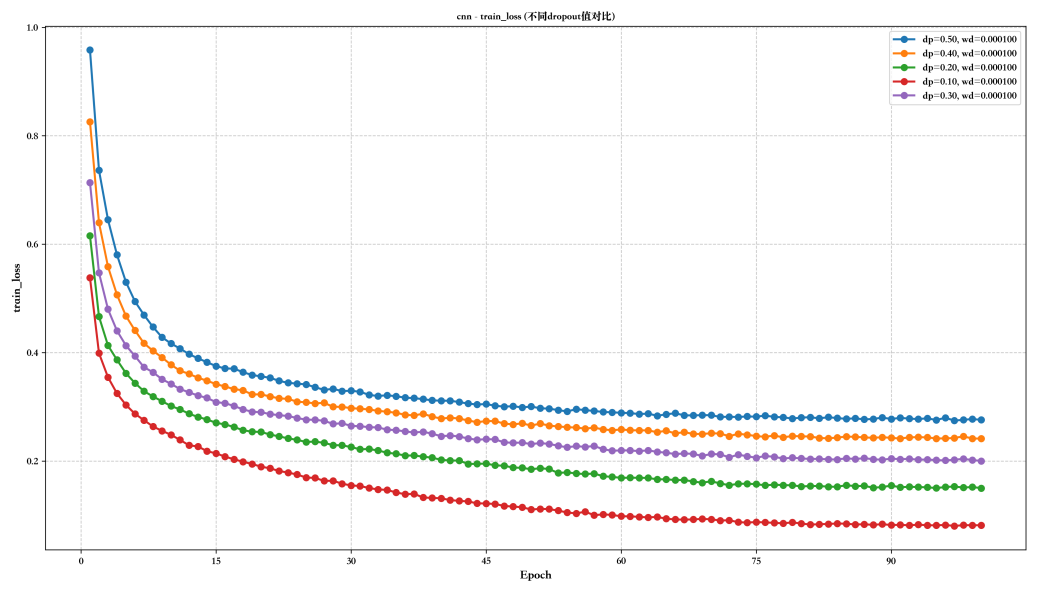 cnn - train_loss (不同dropout值对比)
1.0
0.8
0.6
0.4
0.2
train_loss
dp=0.50, wd=0.000100
dp=0.40, wd=0.000100
dp=0.20, wd=0.000100
dp=0.10, wd=0.000100
dp=0.30, wd=0.000100
0 15 30 45 60 75 90
Epoch